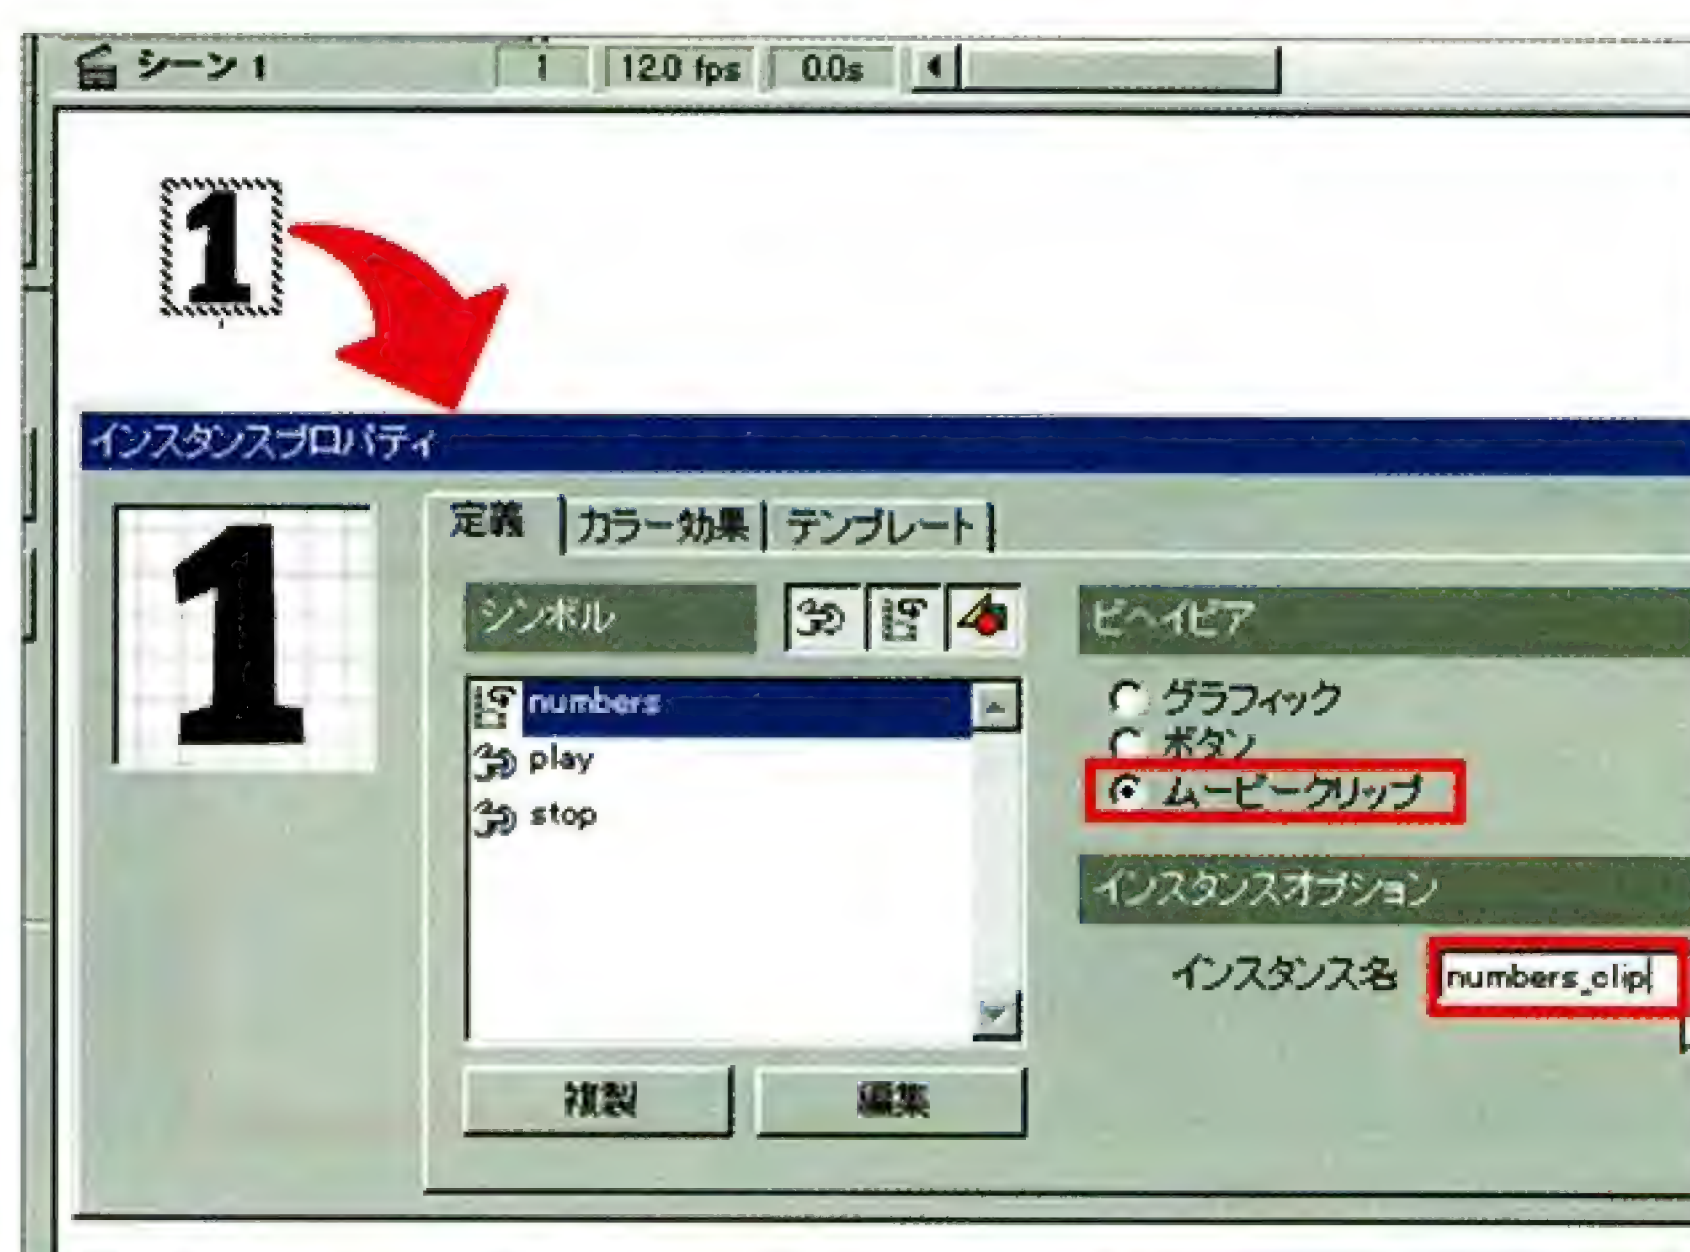 シーン 1 1 12.0 fps 0.0s
1
インスタンスプロパティ
1
定義 カラー効果 テンプレート
シンボル
numbers
play
stop
複製 編集
ビヘイビア
グラフィック
ボタン
ムービークリップ
インスタンスオプション
インスタンス名 numbers_clip